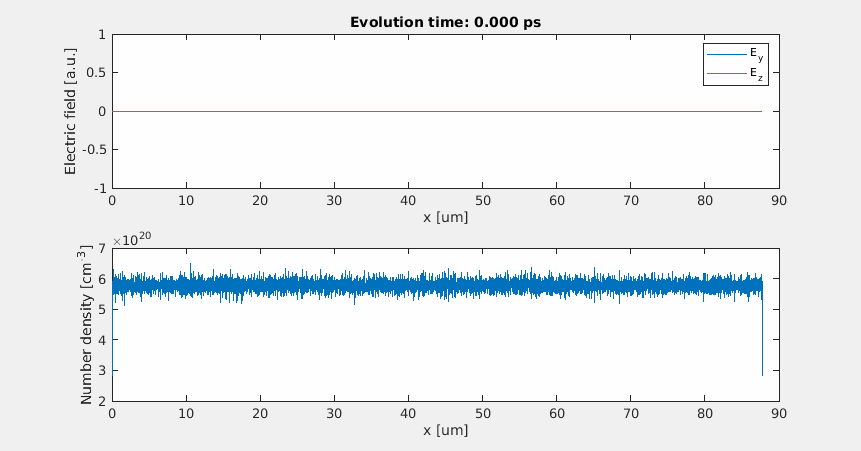 Evolution time: 0.000 ps
Electric field [a.u.]
1
0.5
0
-0.5
-1
E_y
E_z
0 10 20 30 40 50 60 70 80 90
x [um]
×10^20
Number density [cm^-3]
7
6
5
4
3
2
0 10 20 30 40 50 60 70 80 90
x [um]